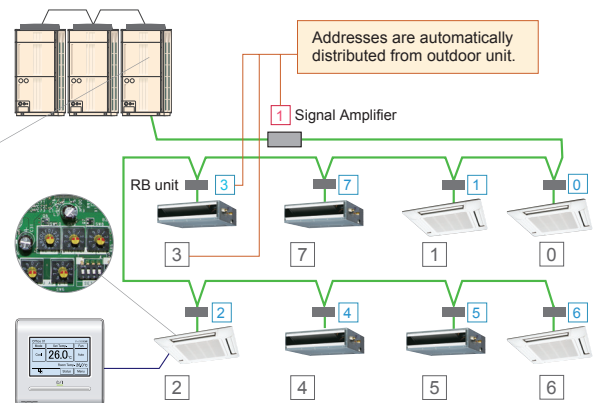 Addresses are automatically
distributed from outdoor unit.
1 Signal Amplifier
RB unit 3 7 1 0
3 7 1 0
2 4 5 6
26.0
2 4 5 6